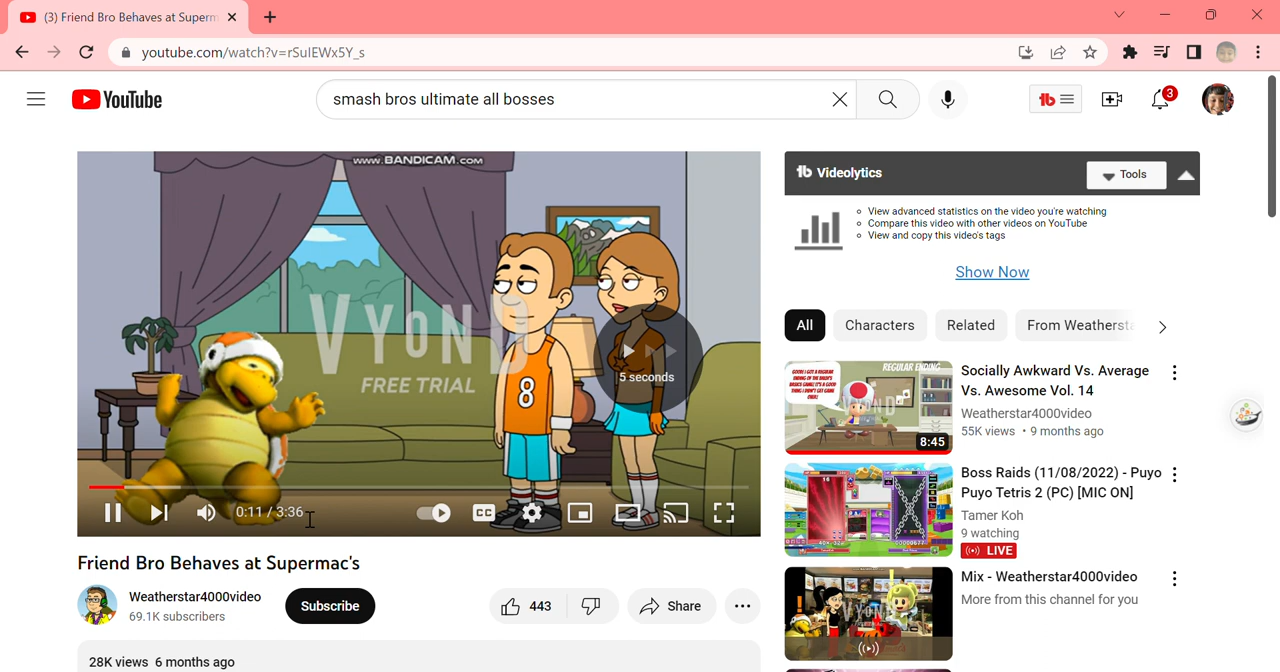 (3) Friend Bro Behaves at Superm
youtube.com/watch?v=rSuIEWx5Y_s
YouTube
smash bros ultimate all bosses
3
www.BANDICAM.com
VYOND
FREE TRIAL
8
5 seconds
0:11 / 3:36
CC
Friend Bro Behaves at Supermac's
Weatherstar4000video
69.1K subscribers
Subscribe
443
Share
28K views 6 months ago
tb Videolytics
Tools
View advanced statistics on the video you're watching
Compare this video with other videos on YouTube
View and copy this video's tags
Show Now
All
Characters
Related
From Weatherst
REGULAR ENDING
8:45
Socially Awkward Vs. Average
Vs. Awesome Vol. 14
Weatherstar4000video
55K views • 9 months ago
Boss Raids (11/08/2022) - Puyo
Puyo Tetris 2 (PC) [MIC ON]
Tamer Koh
9 watching
LIVE
Mix - Weatherstar4000video
More from this channel for you